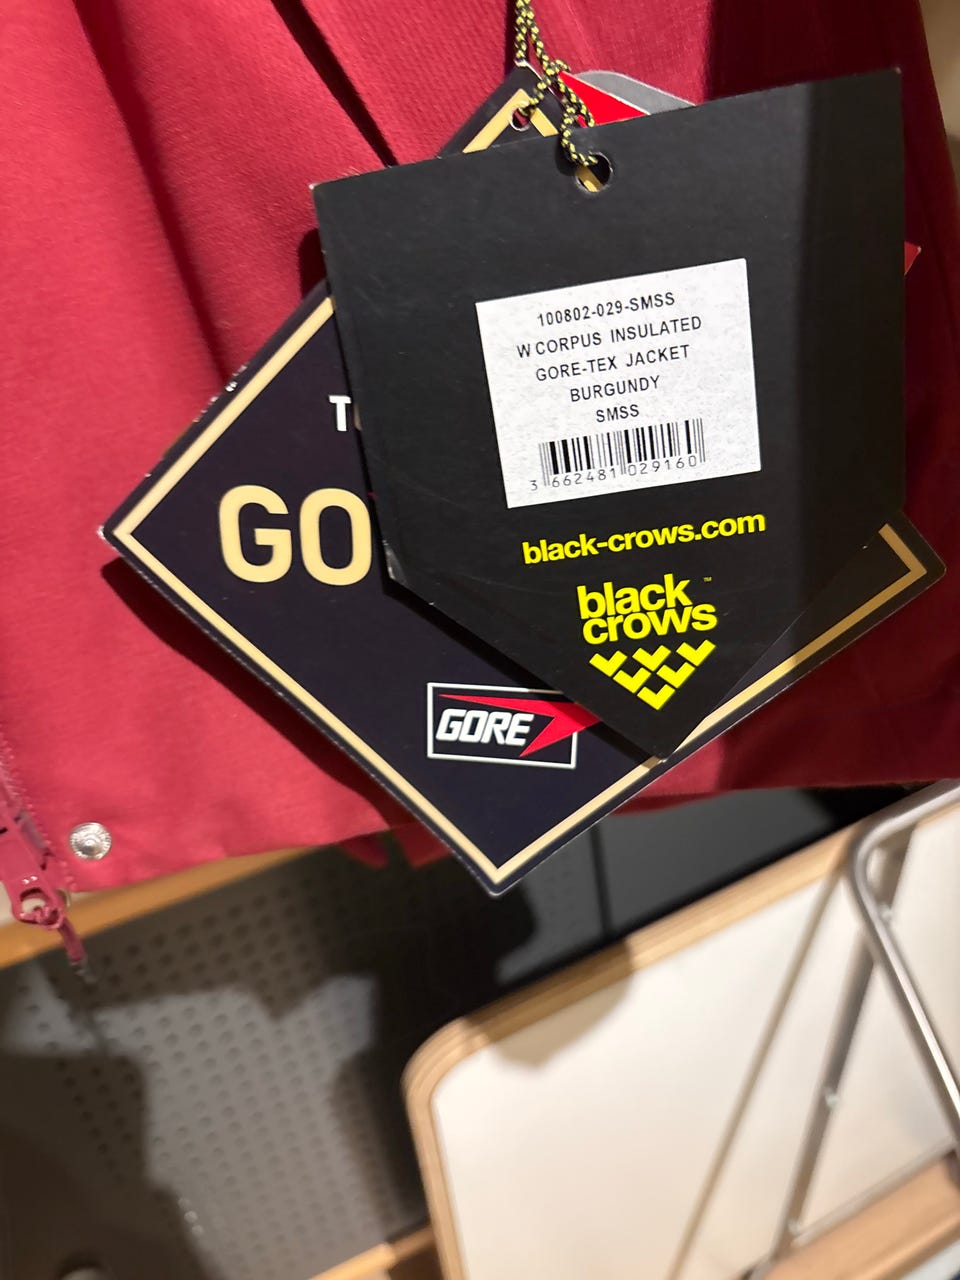 100802-029-SMSS
W CORPUS INSULATED
GORE-TEX JACKET
BURGUNDY
SMSS
3 662481 029160
black-crows.com
black™
crows
GO
GORE